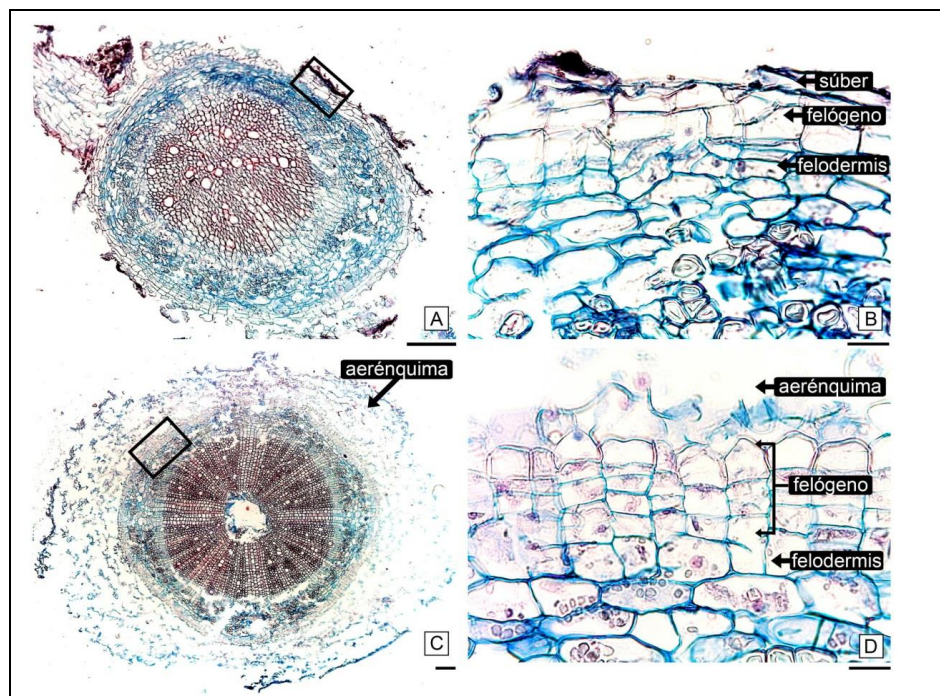 súber
felógeno
felodermis
A
B
aerénquima
aerénquima
felógeno
felodermis
C
D